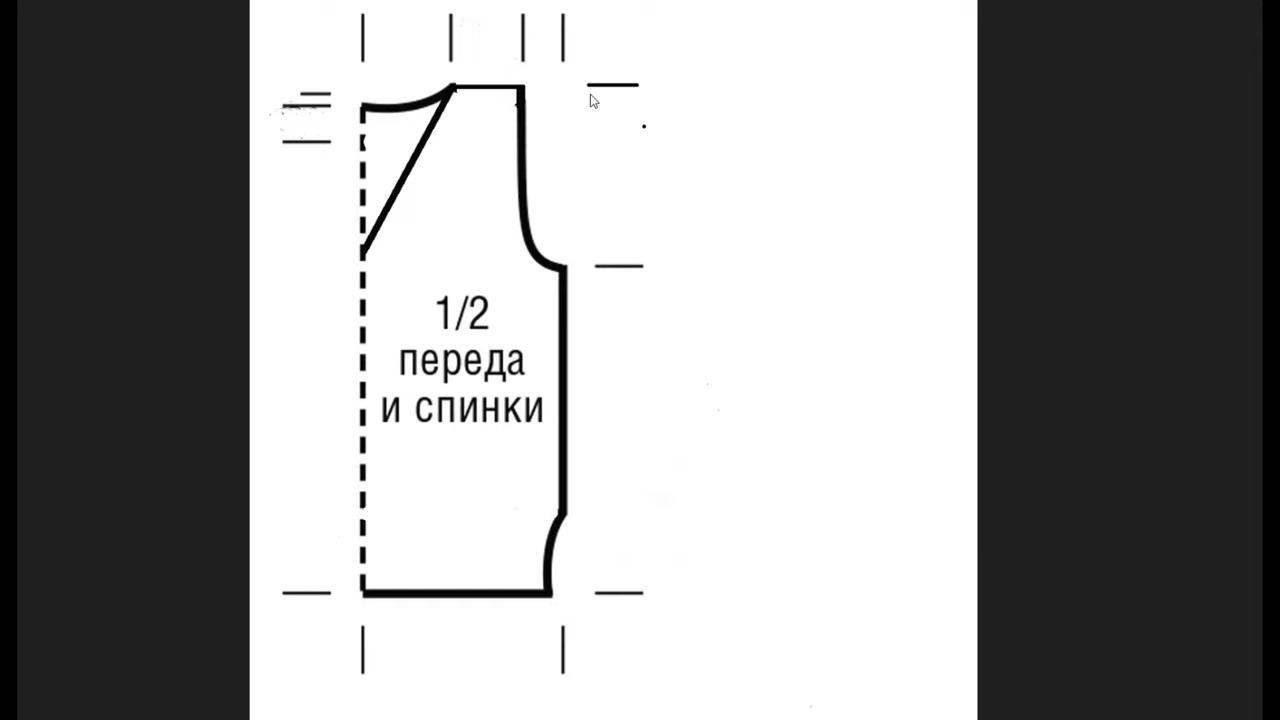 1/2
переда
и спинки